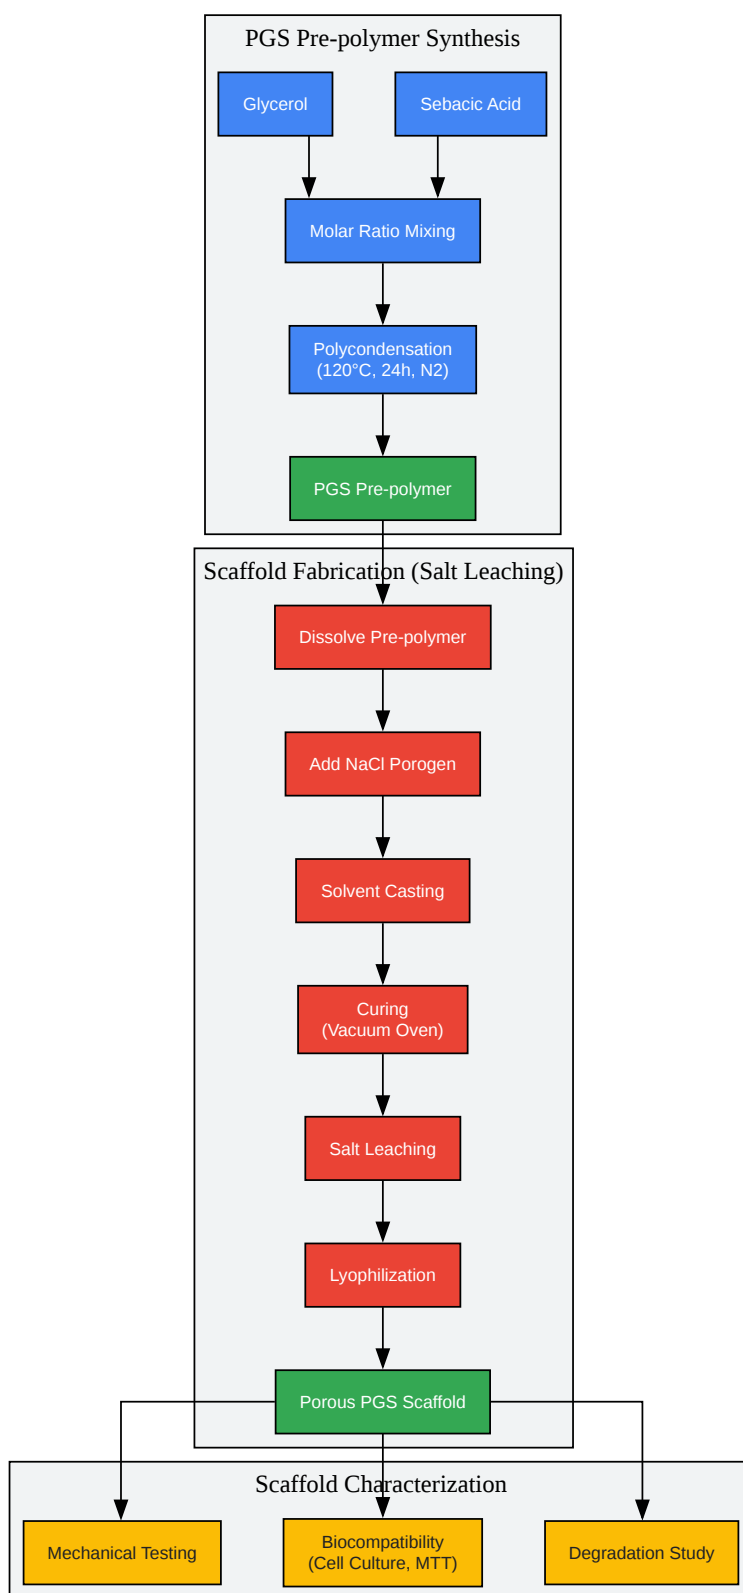 PGS Pre-polymer Synthesis
Glycerol
Sebacic Acid
Molar Ratio Mixing
Polycondensation
(120°C, 24h, N2)
PGS Pre-polymer
Scaffold Fabrication (Salt Leaching)
Dissolve Pre-polymer
Add NaCl Porogen
Solvent Casting
Curing
(Vacuum Oven)
Salt Leaching
Lyophilization
Porous PGS Scaffold
Scaffold Characterization
Mechanical Testing
Biocompatibility
(Cell Culture, MTT)
Degradation Study